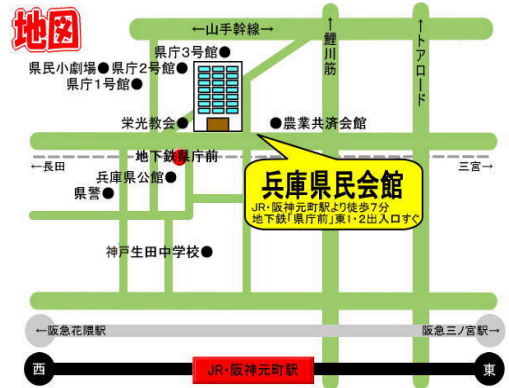 地図
←山手幹線→
←鯉川筋
←トアロード
県庁3号館●
県民小劇場●県庁2号館●
県庁1号館●
栄光教会●
●農業共済会館
地下鉄県庁前
←長田
三宮→
兵庫県公館●
県警●
兵庫県民会館
JR・阪神元町駅より徒歩7分
地下鉄「県庁前」東1・2出入口すぐ
神戸生田中学校●
←阪急花隈駅
阪急三ノ宮駅→
西
JR・阪神元町駅
東